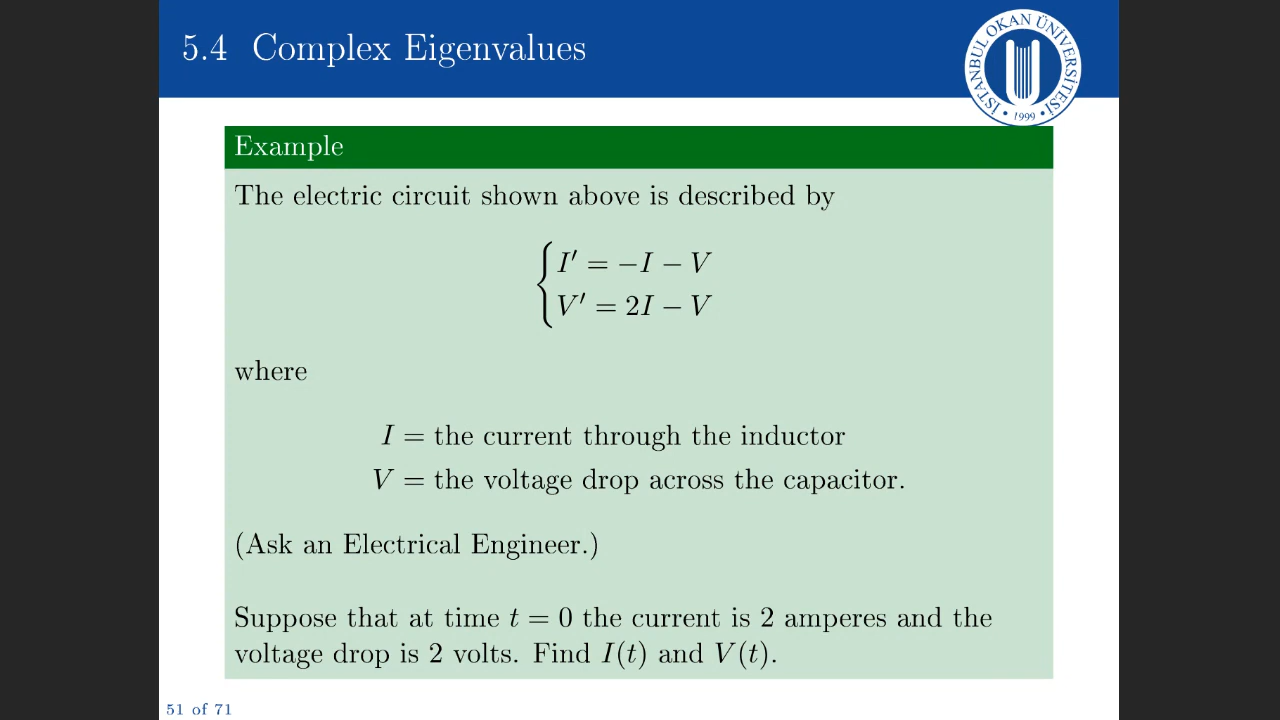 5.4 Complex Eigenvalues
İSTANBUL OKAN ÜNİVERSİTESİ
• 1999 •
Example
The electric circuit shown above is described by
{ I′ = −I − V
V′ = 2I − V
where
I = the current through the inductor
V = the voltage drop across the capacitor.
(Ask an Electrical Engineer.)
Suppose that at time t = 0 the current is 2 amperes and the
voltage drop is 2 volts. Find I(t) and V(t).
51 of 71